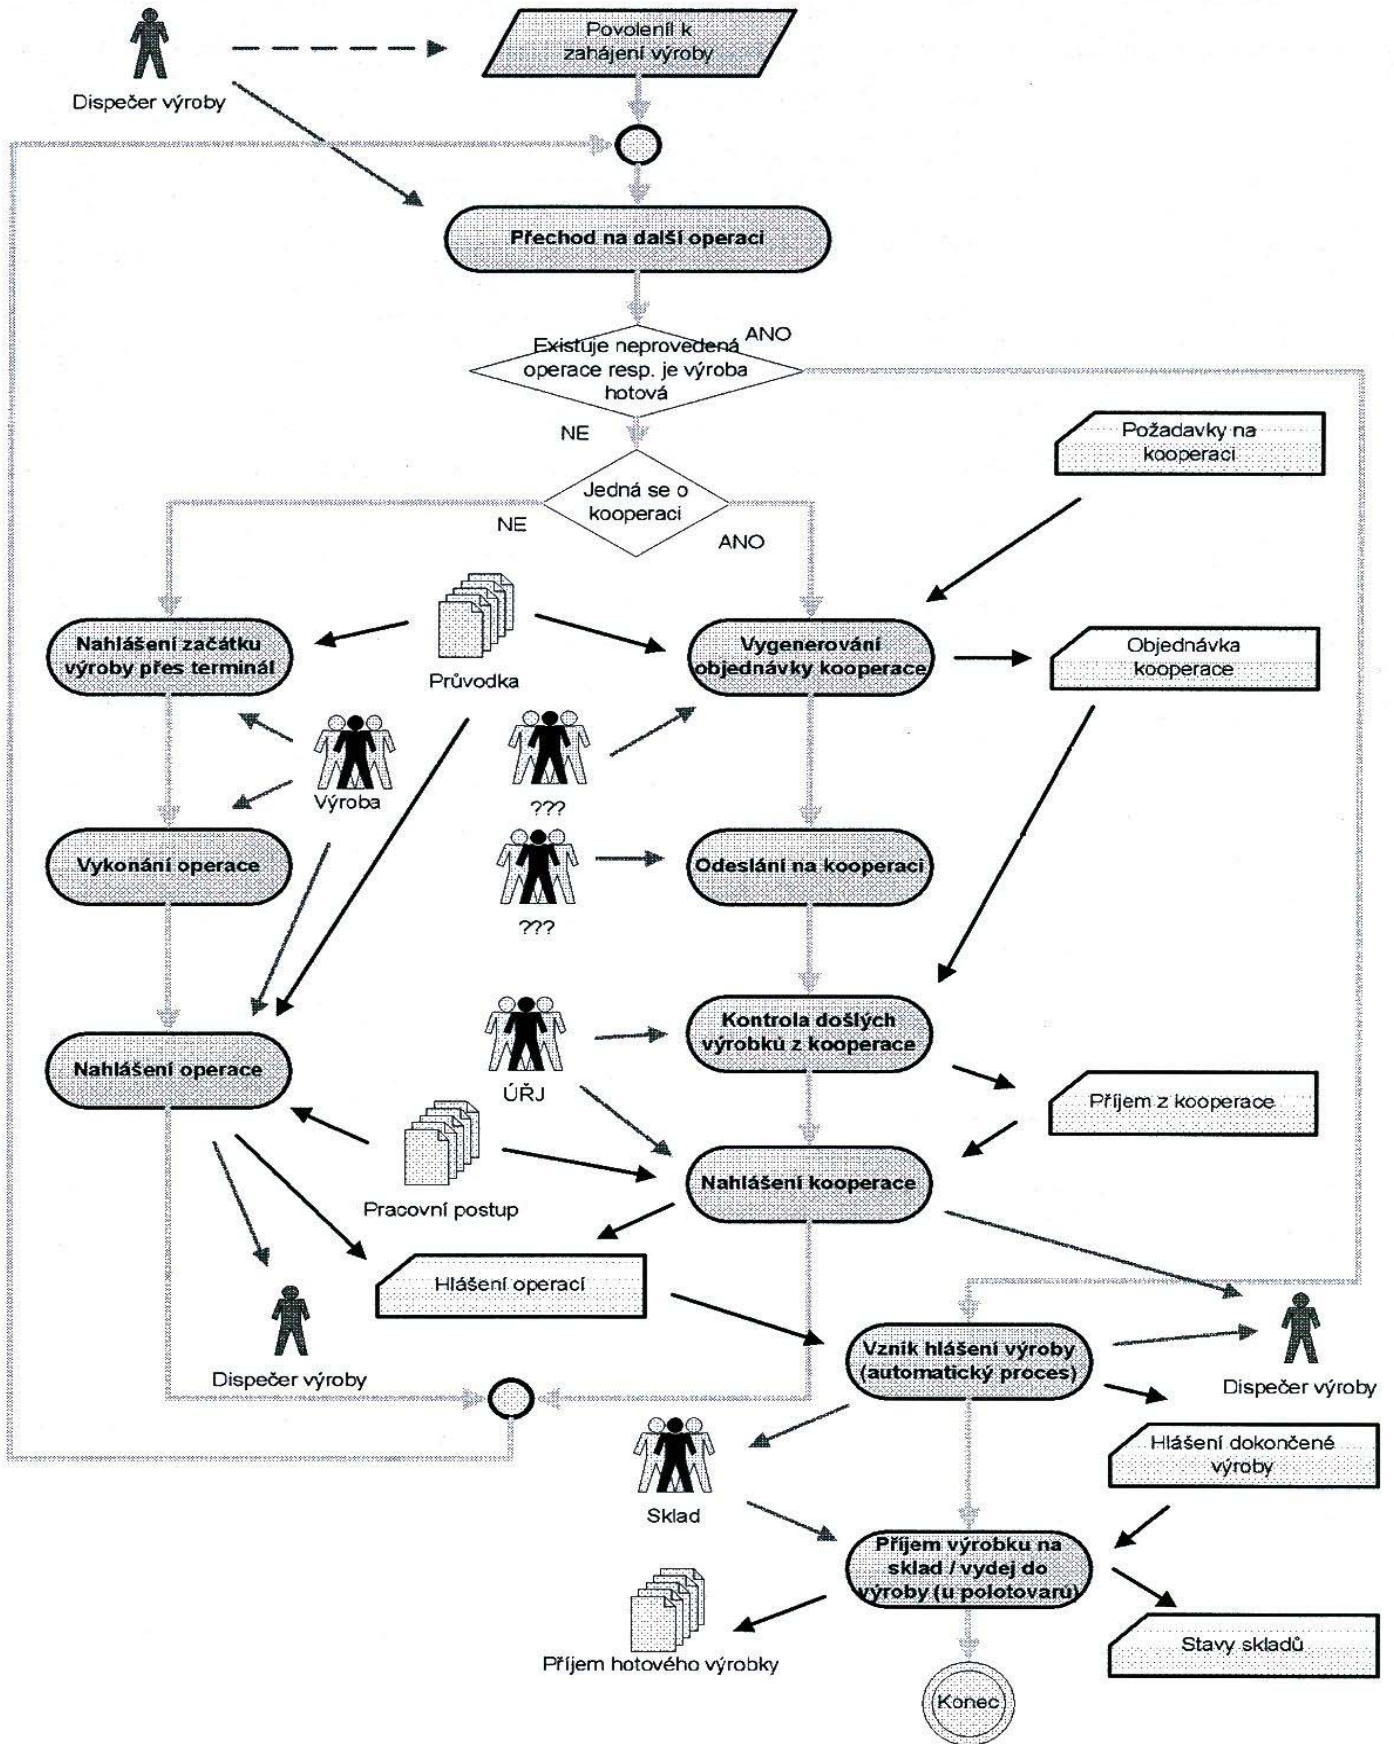 Povolenil k
zahájení výroby
Dispečer výroby
Přechod na další operaci
ANO
Existuje neprovedená
operace resp. je výroba
hotová
NE
Požadavky na
kooperaci
Jedná se o
kooperaci
NE
ANO
Nahlášení začátku
výroby přes terminál
Průvodka
Vygenerování
objednávky kooperace
Objednávka
kooperace
Výroba
???
Vykonání operace
Odeslání na kooperaci
???
Kontrola došlých
výrobků z kooperace
Nahlášení operace
ÚŘJ
Příjem z kooperace
Pracovní postup
Nahlášení kooperace
Hlášení operací
Dispečer výroby
Vznik hlášení výroby
(automatický proces)
Dispečer výroby
Hlášení dokončené
výroby
Sklad
Příjem výrobku na
sklad / vydej do
výroby (u polotovarů)
Příjem hotového výrobky
Stavy skladů
Konec